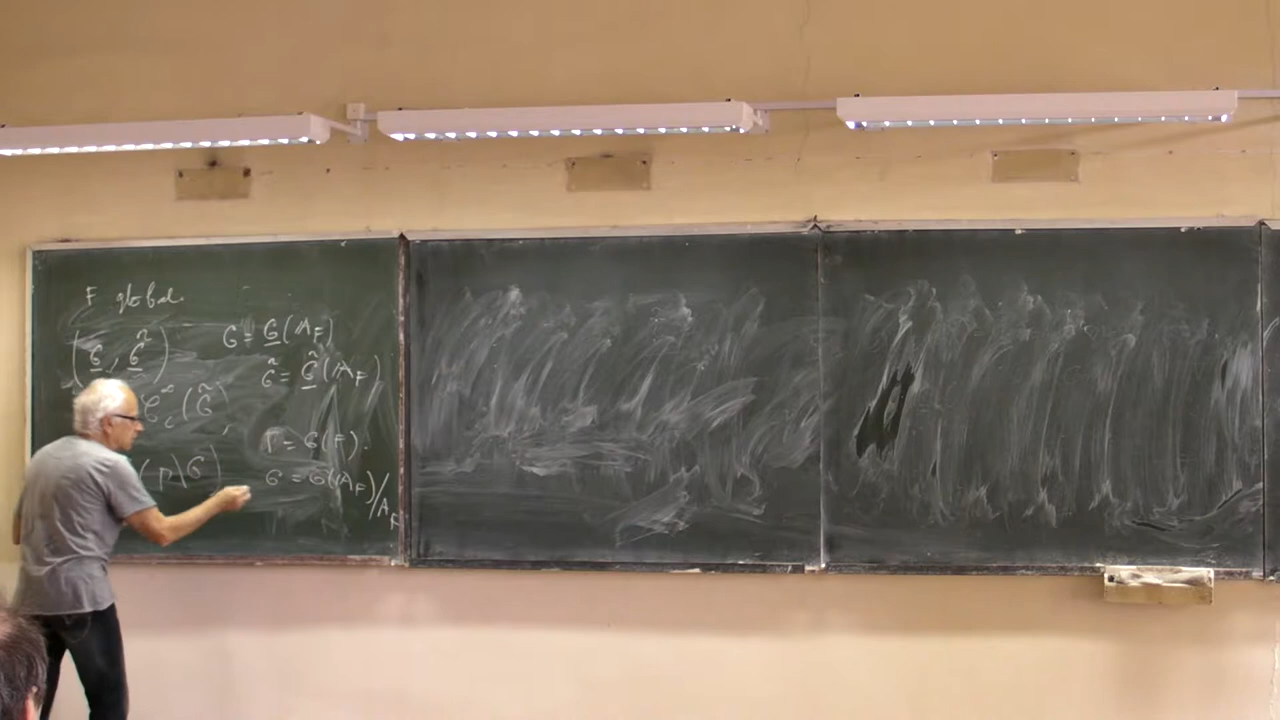 F global.
(G, G̃) G = G(A_F)
G̃ = G̃(A_F)
C_c^∞(G̃),
Γ = G(F).
(Γ\G) G = G(A_F)/A_F